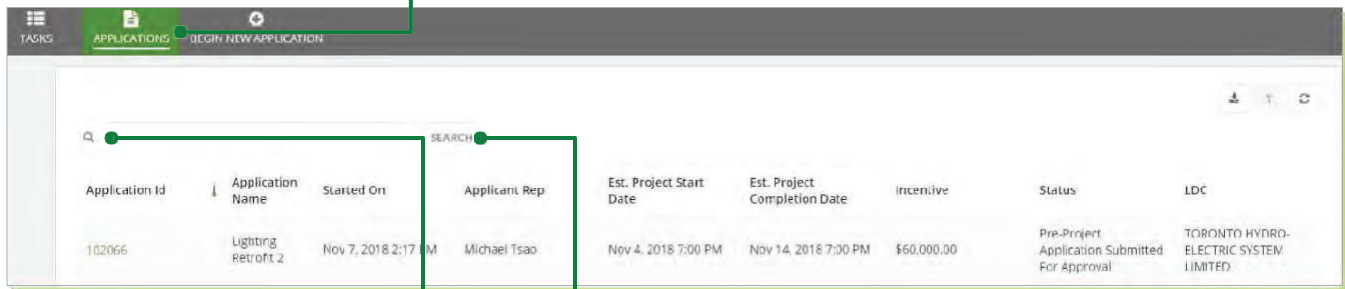 TASKS APPLICATIONS BEGIN NEW APPLICATION
SEARCH
Application Id Application Name Started On Applicant Rep Est. Project Start Date Est. Project Completion Date Incentive Status LDC
102066 Lighting Retrofit 2 Nov 7, 2018 2:17 PM Michael Tsao Nov 4, 2018 7:00 PM Nov 14, 2018 7:00 PM $60,000.00 Pre-Project Application Submitted For Approval TORONTO HYDRO-ELECTRIC SYSTEM LIMITED